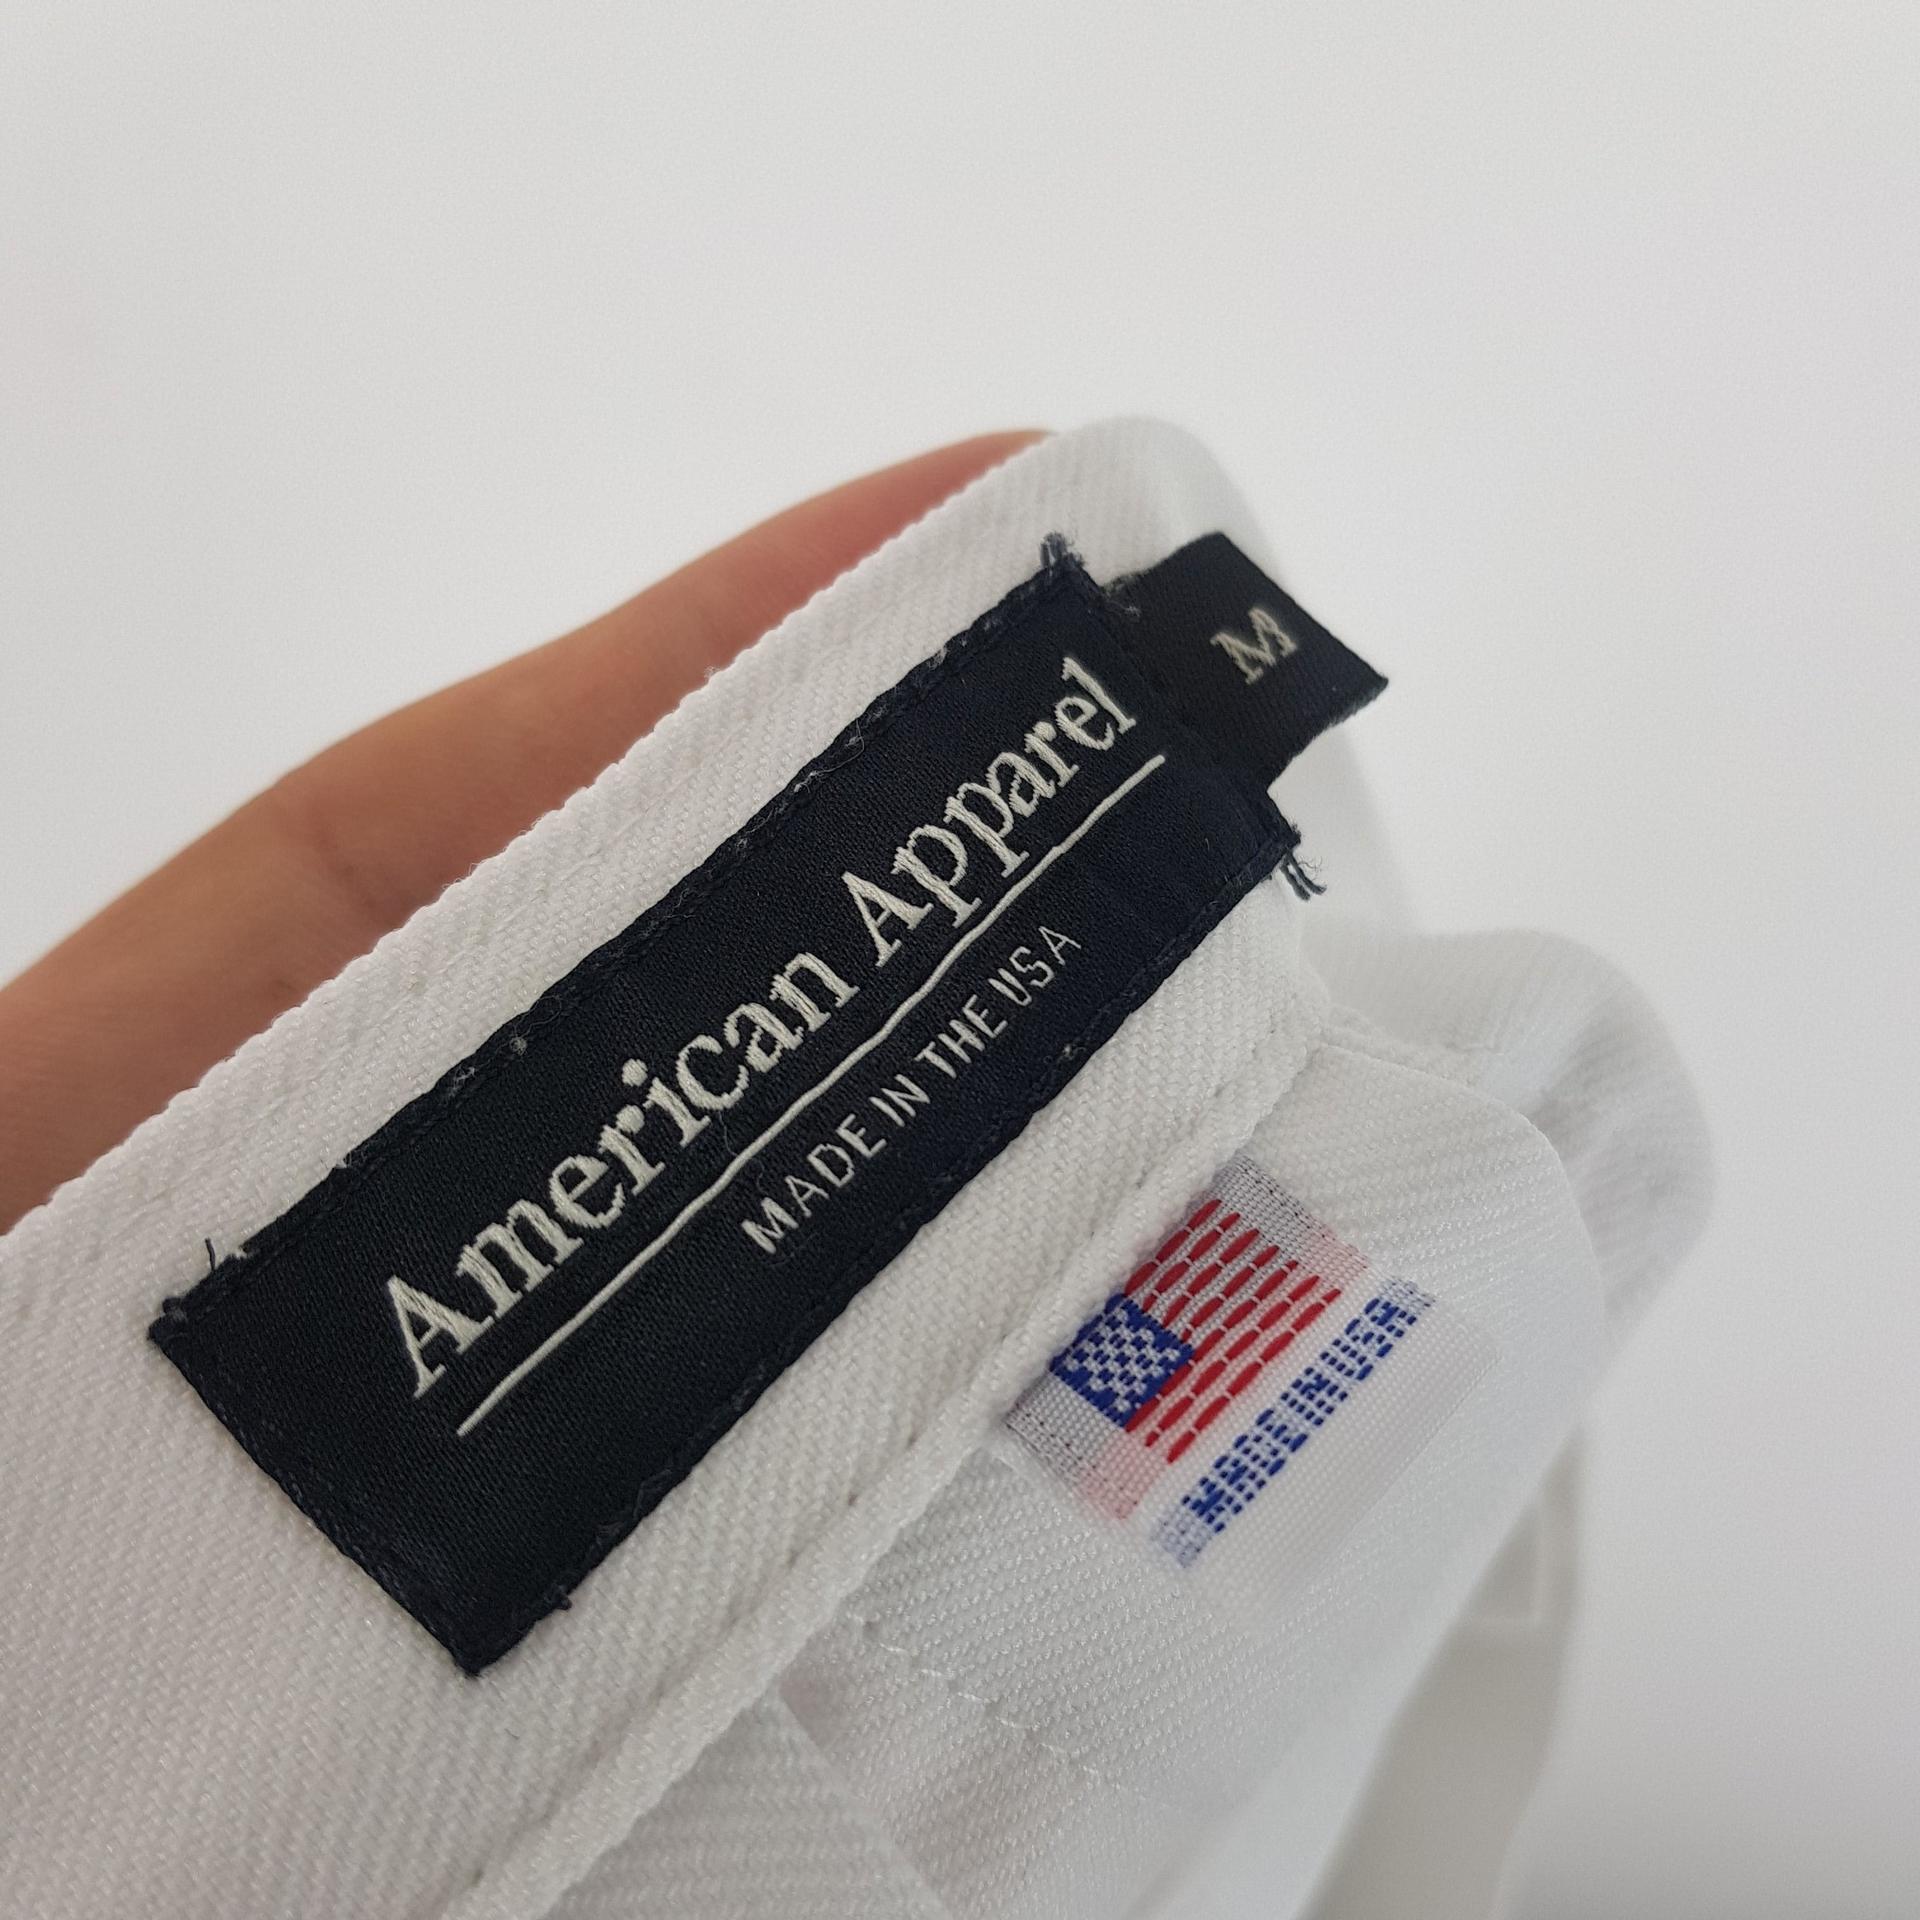 American Apparel
MADE IN THE USA
M
MADE IN USA